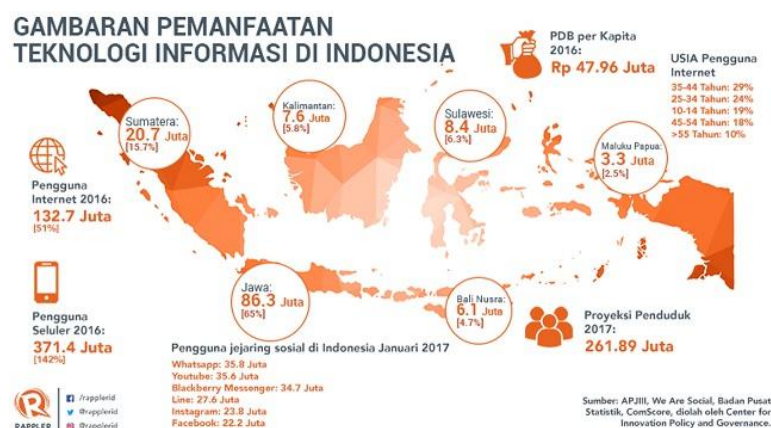 GAMBARAN PEMANFAATAN
TEKNOLOGI INFORMASI DI INDONESIA
PDB per Kapita
2016:
Rp 47.96 Juta
USIA Pengguna
Internet
35-44 Tahun: 29%
25-34 Tahun: 24%
10-14 Tahun: 19%
45-54 Tahun: 18%
>55 Tahun: 10%
Sumatera:
20.7 Juta
[15.7%]
Kalimantan:
7.6 Juta
[5.8%]
Sulawesi:
8.4 Juta
[6.3%]
Maluku Papua:
3.3 Juta
[2.5%]
Pengguna
Internet 2016:
132.7 Juta
[51%]
Jawa:
86.3 Juta
[65%]
Bali Nusra:
6.1 Juta
[4.7%]
Pengguna
Seluler 2016:
371.4 Juta
[142%]
Proyeksi Penduduk
2017:
261.89 Juta
Pengguna jejaring sosial di Indonesia Januari 2017
Whatsapp: 35.8 Juta
Youtube: 35.6 Juta
Blackberry Messenger: 34.7 Juta
Line: 27.6 Juta
Instagram: 23.8 Juta
Facebook: 22.2 Juta
R
RAPPLER
/rapplerid
@rapplerid
@rapplerid
Sumber: APJIII, We Are Social, Badan Pusat
Statistik, ComScore, diolah oleh Center for
Innovation Policy and Governance.